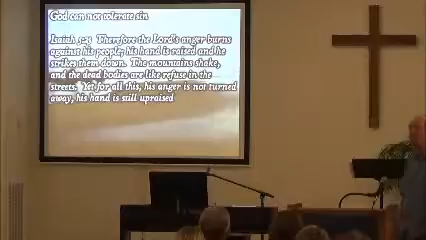 God can not tolerate sin
Isaiah 5:25 Therefore the Lord's anger burns
against his people; his hand is raised and he
strikes them down. The mountains shake,
and the dead bodies are like refuse in the
streets. Yet for all this, his anger is not turned
away, his hand is still upraised